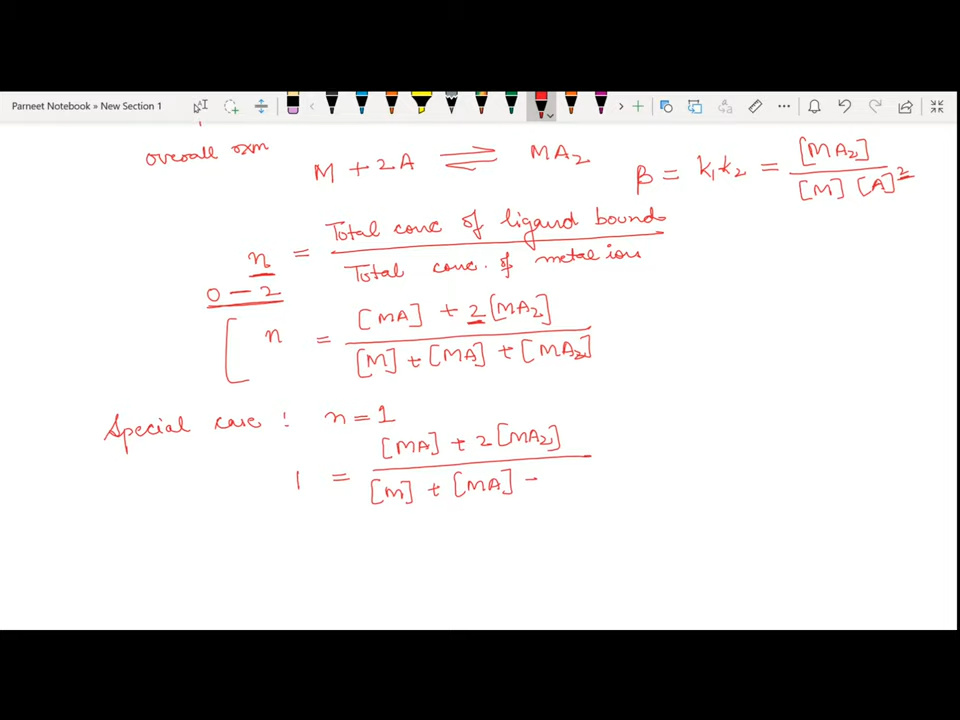 Parneet Notebook » New Section 1
overall rxn M + 2A ⇌ MA₂ β = k₁k₂ = [MA₂] / [M] [A]²
n = Total conc of ligand bound / Total conc. of metal ion
0 – 2
[ n = [MA] + 2[MA₂] / [M] + [MA] + [MA₂]
Special case : n = 1
1 = [MA] + 2[MA₂] / [M] + [MA] -